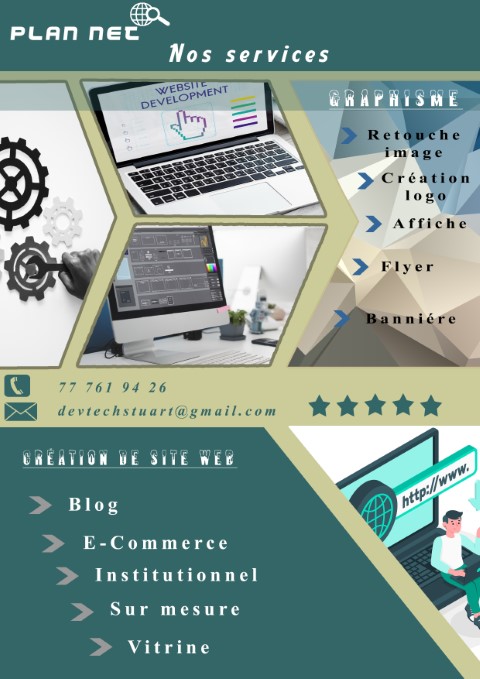 PLAN NET
Nos services
WEBSITE
DEVELOPMENT
GRAPHISME
Retouche
image
Création
logo
Affiche
Flyer
Banniére
77 761 94 26
devtechstuart@gmail.com
CRÉATION DE SITE WEB
http://www.
Blog
E-Commerce
Institutionnel
Sur mesure
Vitrine